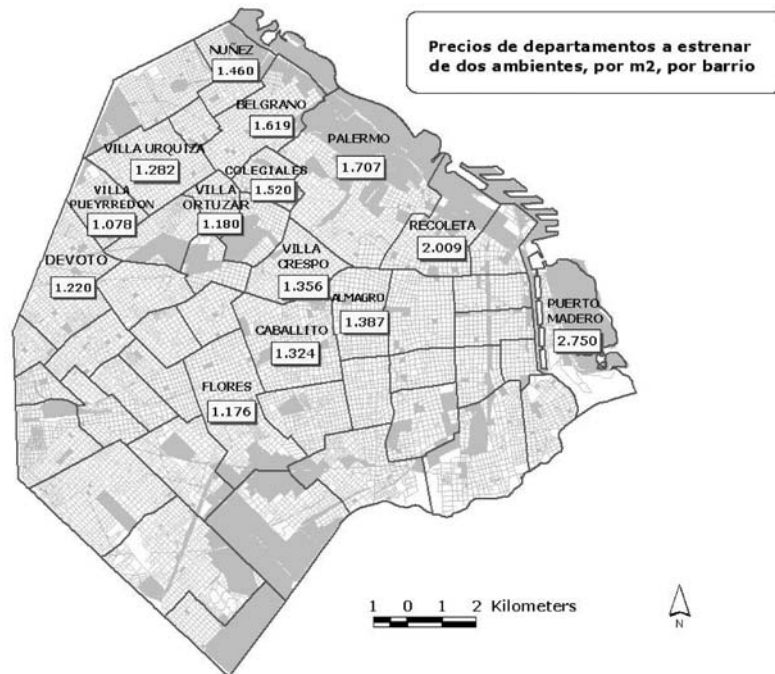 Precios de departamentos a estrenar
de dos ambientes, por m2, por barrio
NUÑEZ
1.460
BELGRANO
1.619
PALERMO
1.707
VILLA URQUIZA
1.282
COLEGIALES
1.520
VILLA
PUEYRREDON
1.078
VILLA
ORTUZAR
1.180
RECOLETA
2.009
DEVOTO
1.220
VILLA
CRESPO
1.356
ALMAGRO
1.387
PUERTO
MADERO
2.750
CABALLITO
1.324
FLORES
1.176
1 0 1 2 Kilometers
N